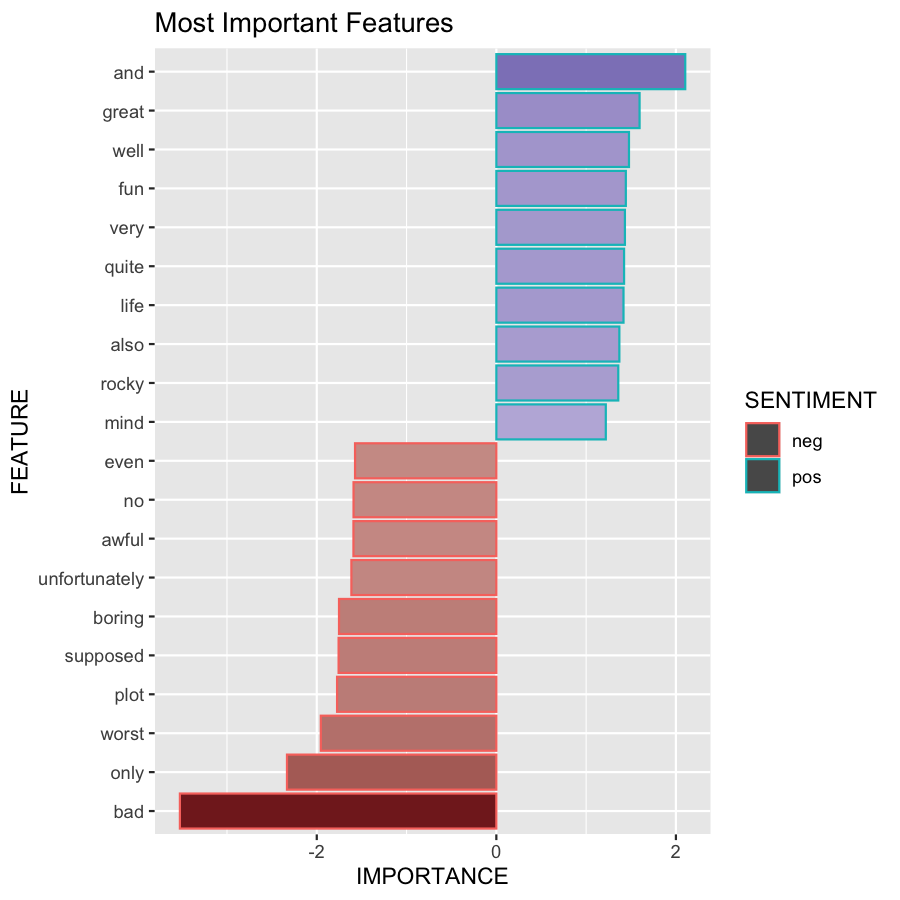 Most Important Features
and
great
well
fun
very
quite
life
also
rocky
mind
even
no
awful
unfortunately
boring
supposed
plot
worst
only
bad
FEATURE
-2 0 2
IMPORTANCE
SENTIMENT
neg
pos